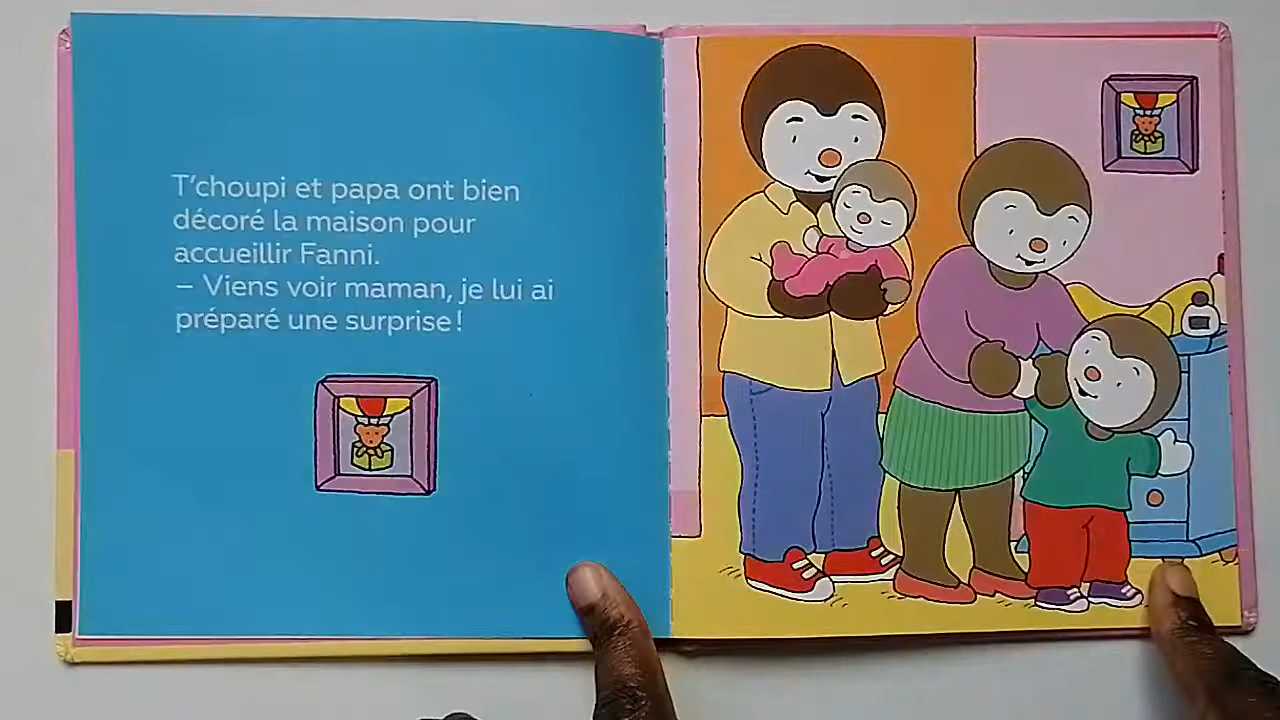 T'choupi et papa ont bien
décoré la maison pour
accueillir Fanni.
– Viens voir maman, je lui ai
préparé une surprise !